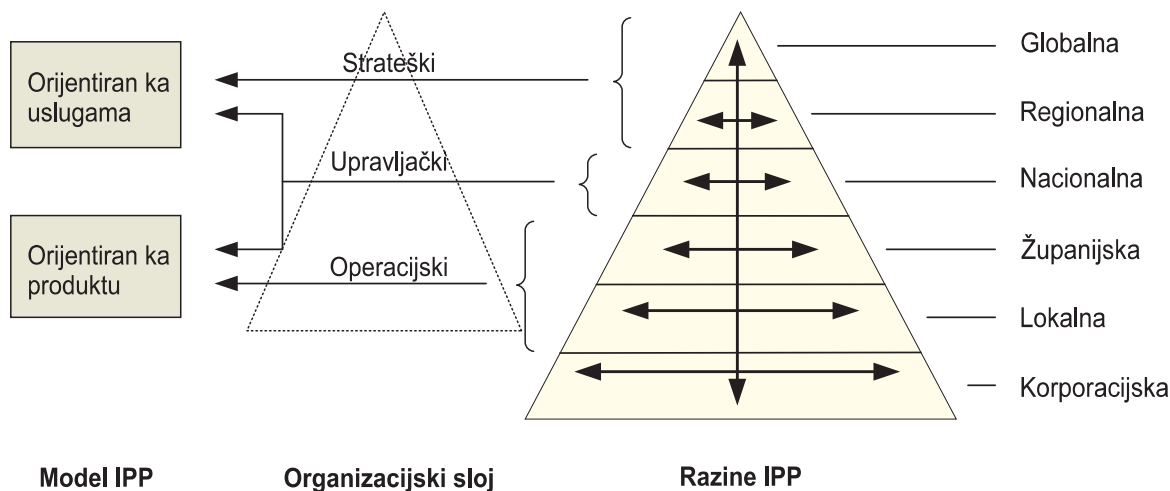 Orijentiran ka
uslugama
Orijentiran ka
produktu
Model IPP
Strateški
Upravljački
Operacijski
Organizacijski sloj
Globalna
Regionalna
Nacionalna
Županijska
Lokalna
Korporacijska
Razine IPP